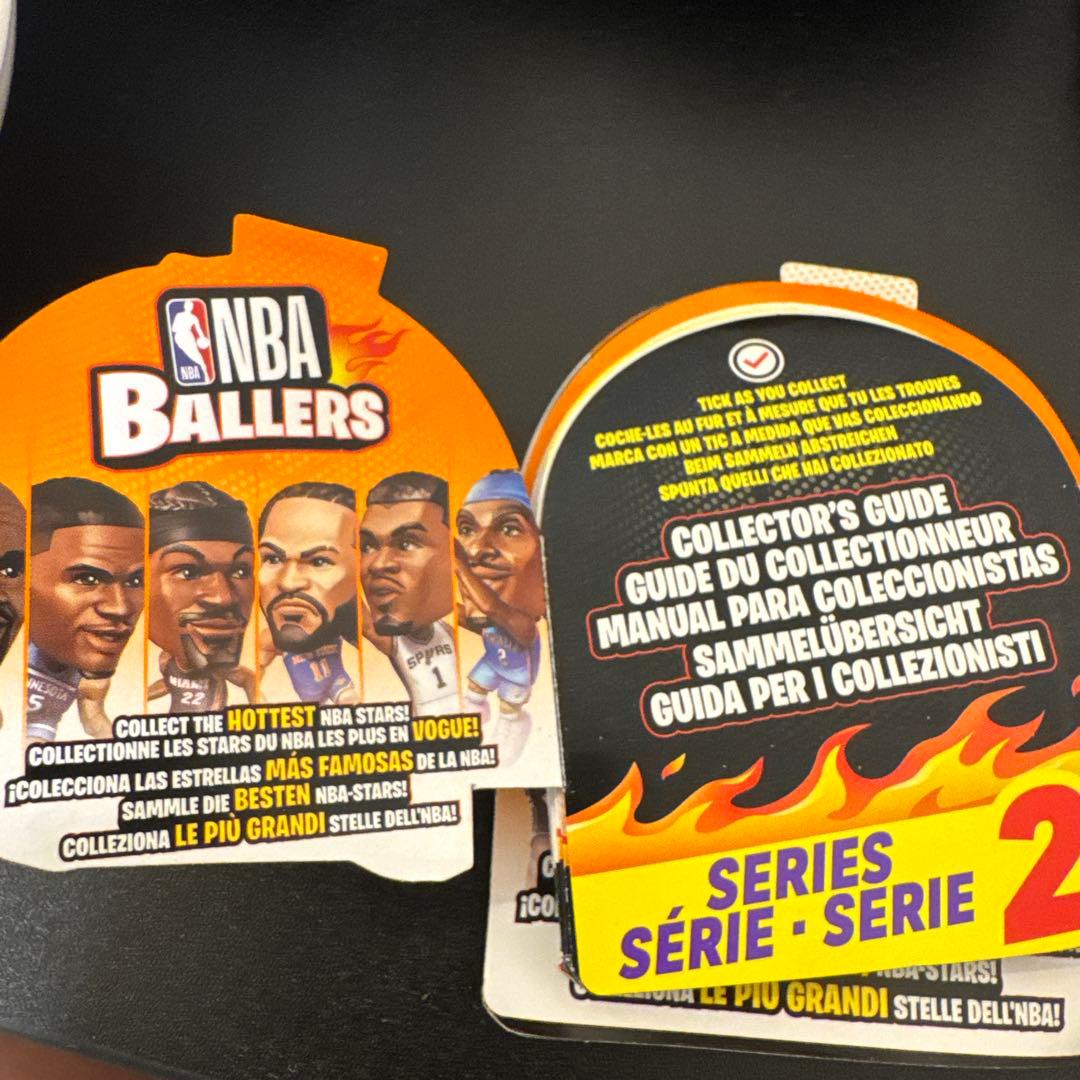 NBA
NBA
BALLERS
5
MIAMI
22
11
SPURS
1
2
COLLECT THE HOTTEST NBA STARS!
COLLECTIONNE LES STARS DU NBA LES PLUS EN VOGUE!
¡COLECCIONA LAS ESTRELLAS MÁS FAMOSAS DE LA NBA!
SAMMLE DIE BESTEN NBA-STARS!
COLLEZIONA LE PIÙ GRANDI STELLE DELL'NBA!
TICK AS YOU COLLECT
COCHE-LES AU FUR ET À MESURE QUE TU LES TROUVES
MARCA CON UN TIC A MEDIDA QUE VAS COLECCIONANDO
BEIM SAMMELN ABSTREICHEN
SPUNTA QUELLI CHE HAI COLLEZIONATO
COLLECTOR'S GUIDE
GUIDE DU COLLECTIONNEUR
MANUAL PARA COLECCIONISTAS
SAMMELÜBERSICHT
GUIDA PER I COLLEZIONISTI
SERIES
SÉRIE · SERIE
2
NBA-STARS!
LE PIÙ GRANDI STELLE DELL'NBA!